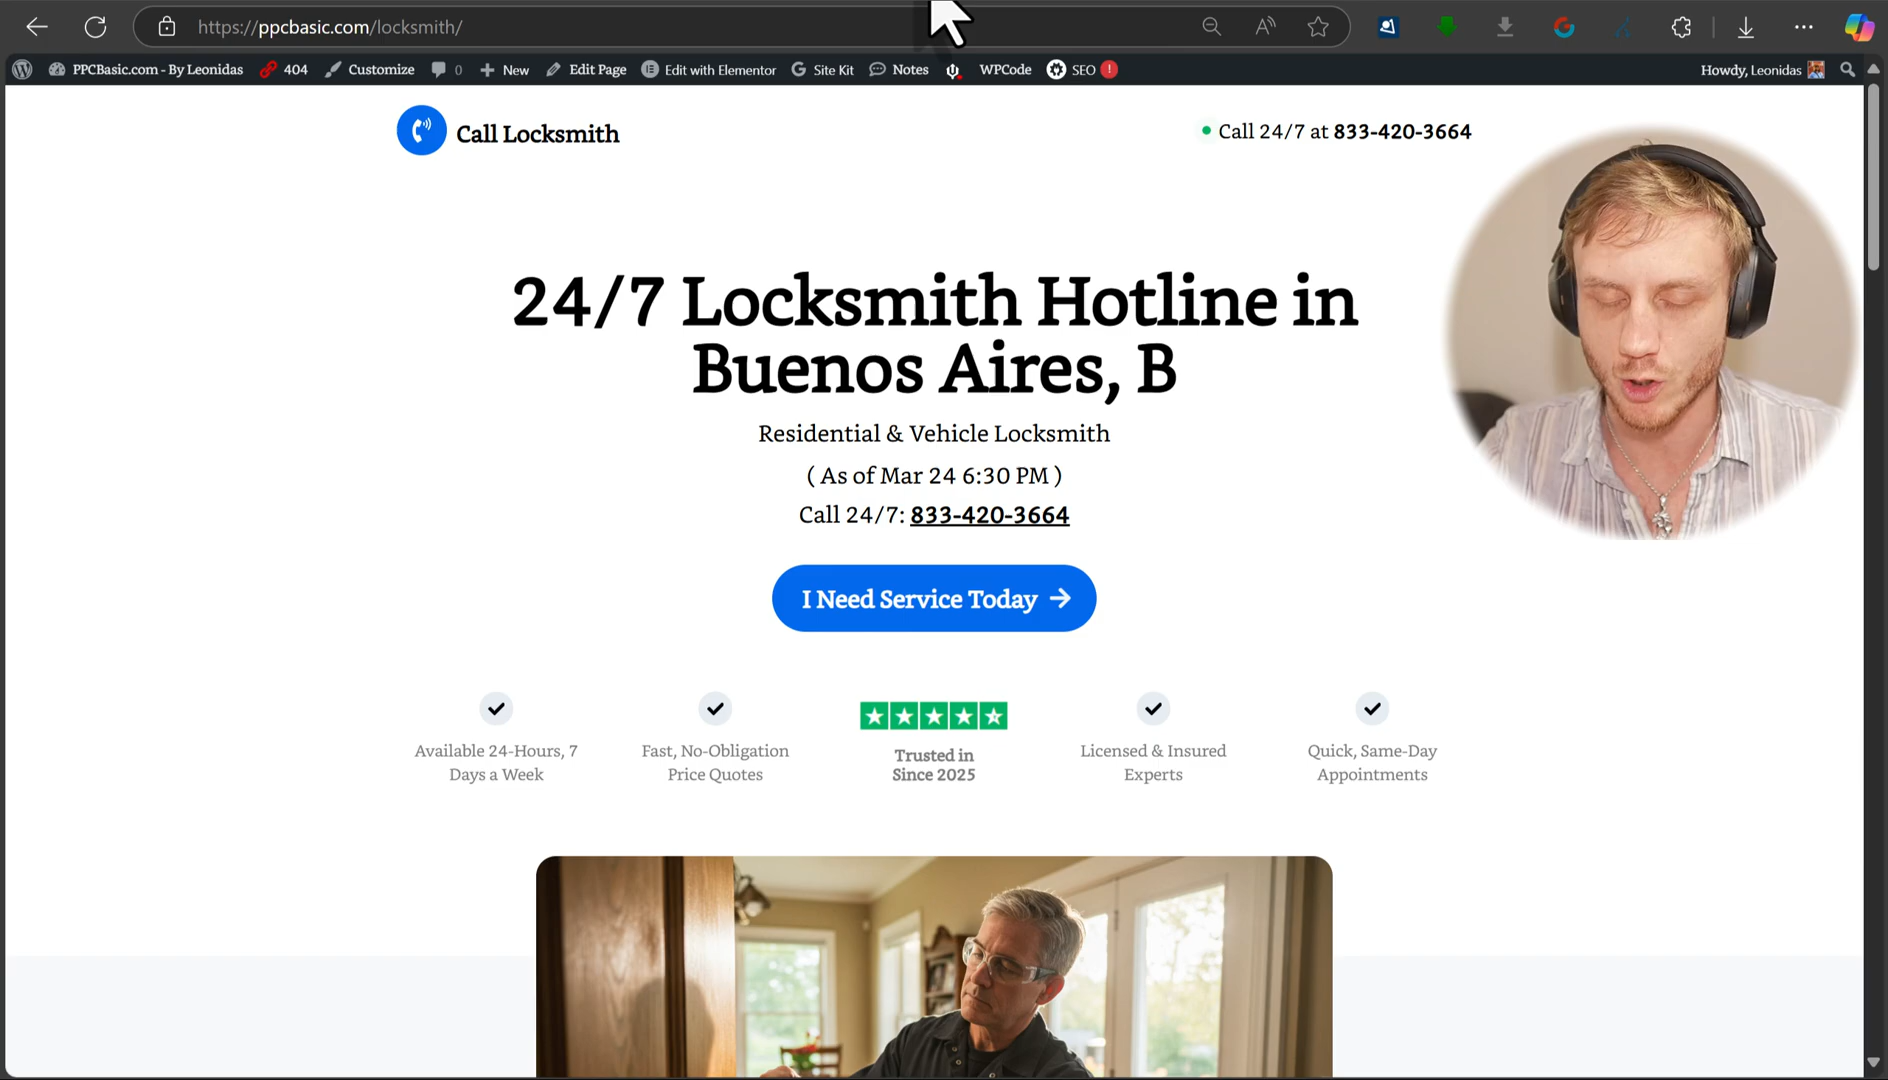 https://ppcbasic.com/locksmith/
PPCBasic.com - By Leonidas
404
Customize
0
New
Edit Page
Edit with Elementor
Site Kit
Notes
WPCode
SEO
!
Howdy, Leonidas
Call Locksmith
Call 24/7 at 833-420-3664
24/7 Locksmith Hotline in
Buenos Aires, B
Residential & Vehicle Locksmith
( As of Mar 24 6:30 PM )
Call 24/7: 833-420-3664
I Need Service Today
Available 24-Hours, 7
Days a Week
Fast, No-Obligation
Price Quotes
Trusted in
Since 2025
Licensed & Insured
Experts
Quick, Same-Day
Appointments